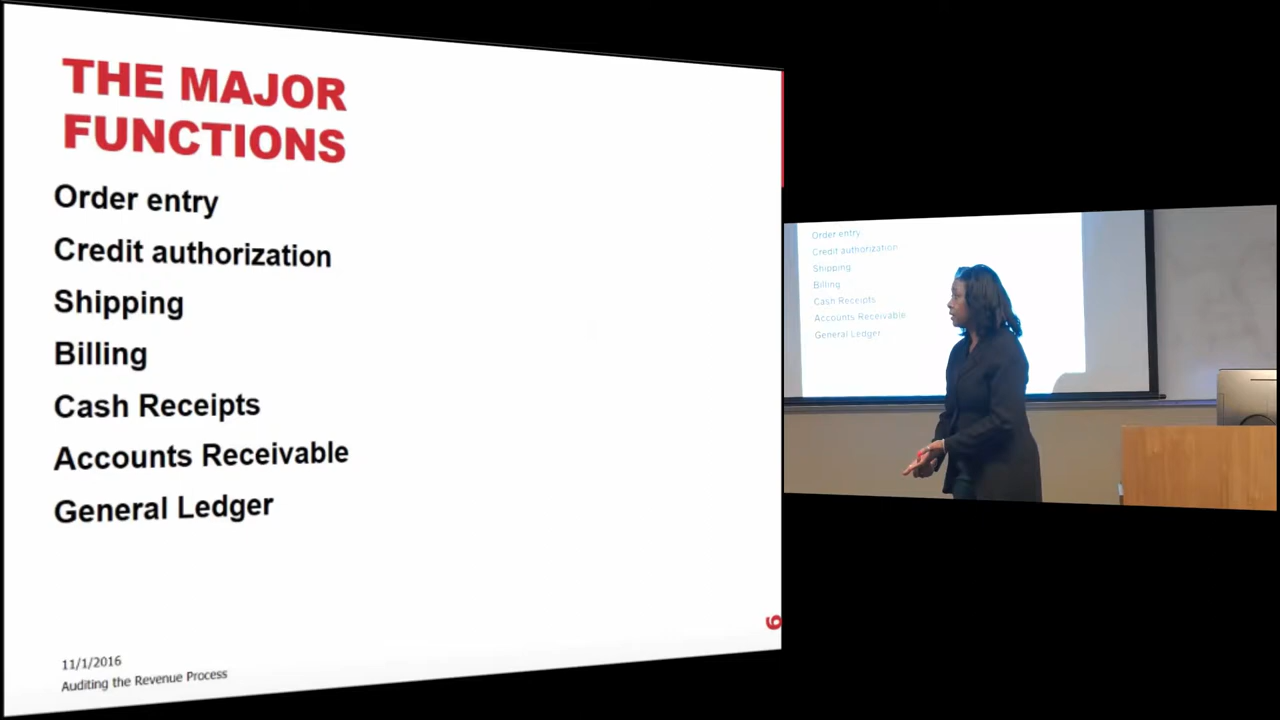 THE MAJOR
FUNCTIONS
Order entry
Credit authorization
Shipping
Billing
Cash Receipts
Accounts Receivable
General Ledger
6
11/1/2016
Auditing the Revenue Process
Order entry
Credit authorization
Shipping
Billing
Cash Receipts
Accounts Receivable
General Ledger